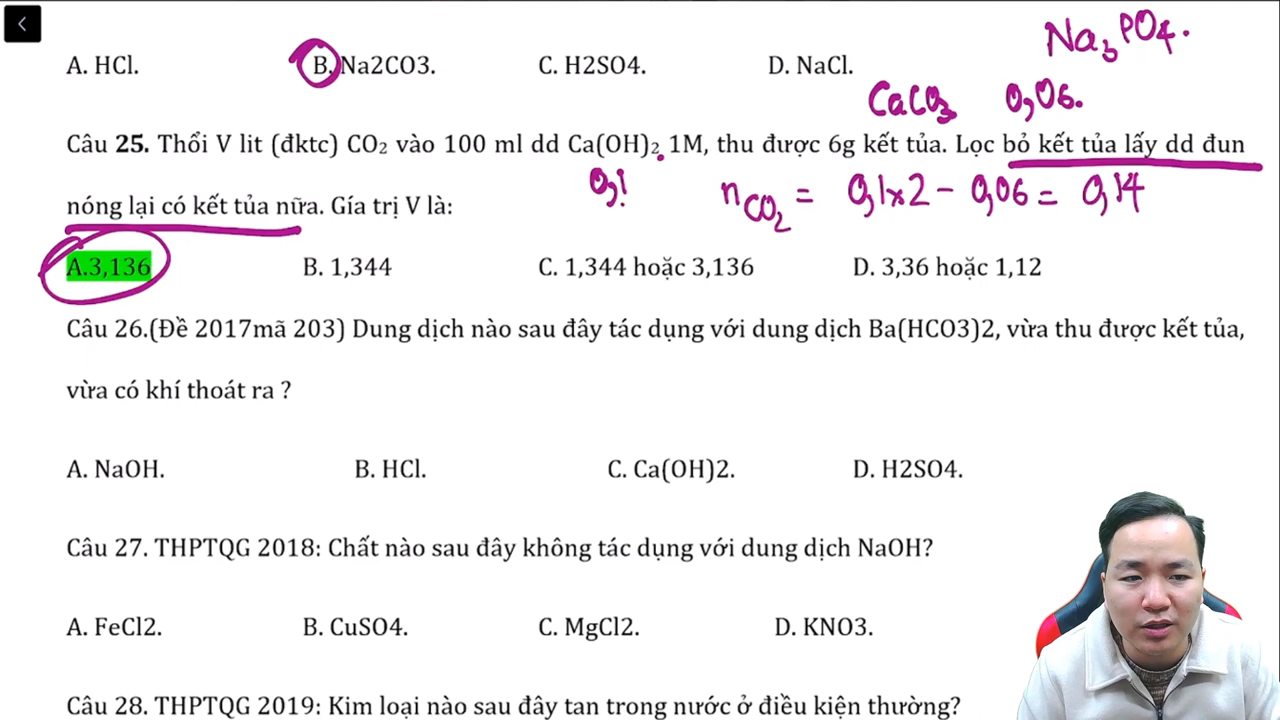 Na3PO4.
A. HCl. B. Na2CO3. C. H2SO4. D. NaCl.
CaCO3 0,06.
Câu 25. Thổi V lit (đktc) CO2 vào 100 ml dd Ca(OH)2 1M, thu được 6g kết tủa. Lọc bỏ kết tủa lấy dd đun
0,1
nCO2 = 0,1x2 - 0,06 = 0,14
nóng lại có kết tủa nữa. Gía trị V là:
A.3,136 B. 1,344 C. 1,344 hoặc 3,136 D. 3,36 hoặc 1,12
Câu 26.(Đề 2017mã 203) Dung dịch nào sau đây tác dụng với dung dịch Ba(HCO3)2, vừa thu được kết tủa,
vừa có khí thoát ra ?
A. NaOH. B. HCl. C. Ca(OH)2. D. H2SO4.
Câu 27. THPTQG 2018: Chất nào sau đây không tác dụng với dung dịch NaOH?
A. FeCl2. B. CuSO4. C. MgCl2. D. KNO3.
Câu 28. THPTQG 2019: Kim loại nào sau đây tan trong nước ở điều kiện thường?